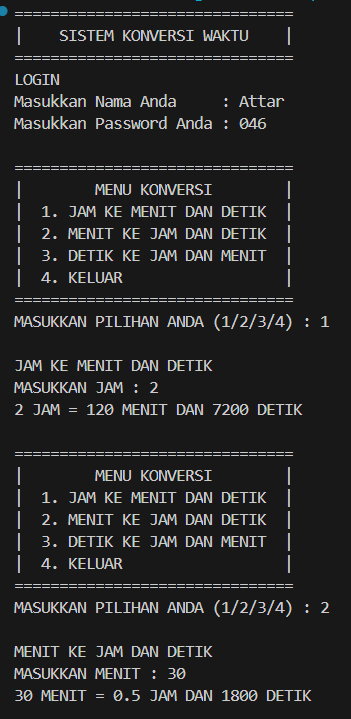 ===============================
|    SISTEM KONVERSI WAKTU    |
===============================
LOGIN
Masukkan Nama Anda     : Attar
Masukkan Password Anda : 046

===============================
|        MENU KONVERSI        |
|  1. JAM KE MENIT DAN DETIK  |
|  2. MENIT KE JAM DAN DETIK  |
|  3. DETIK KE JAM DAN MENIT  |
|  4. KELUAR                  |
===============================
MASUKKAN PILIHAN ANDA (1/2/3/4) : 1

JAM KE MENIT DAN DETIK
MASUKKAN JAM : 2
2 JAM = 120 MENIT DAN 7200 DETIK

===============================
|        MENU KONVERSI        |
|  1. JAM KE MENIT DAN DETIK  |
|  2. MENIT KE JAM DAN DETIK  |
|  3. DETIK KE JAM DAN MENIT  |
|  4. KELUAR                  |
===============================
MASUKKAN PILIHAN ANDA (1/2/3/4) : 2

MENIT KE JAM DAN DETIK
MASUKKAN MENIT : 30
30 MENIT = 0.5 JAM DAN 1800 DETIK